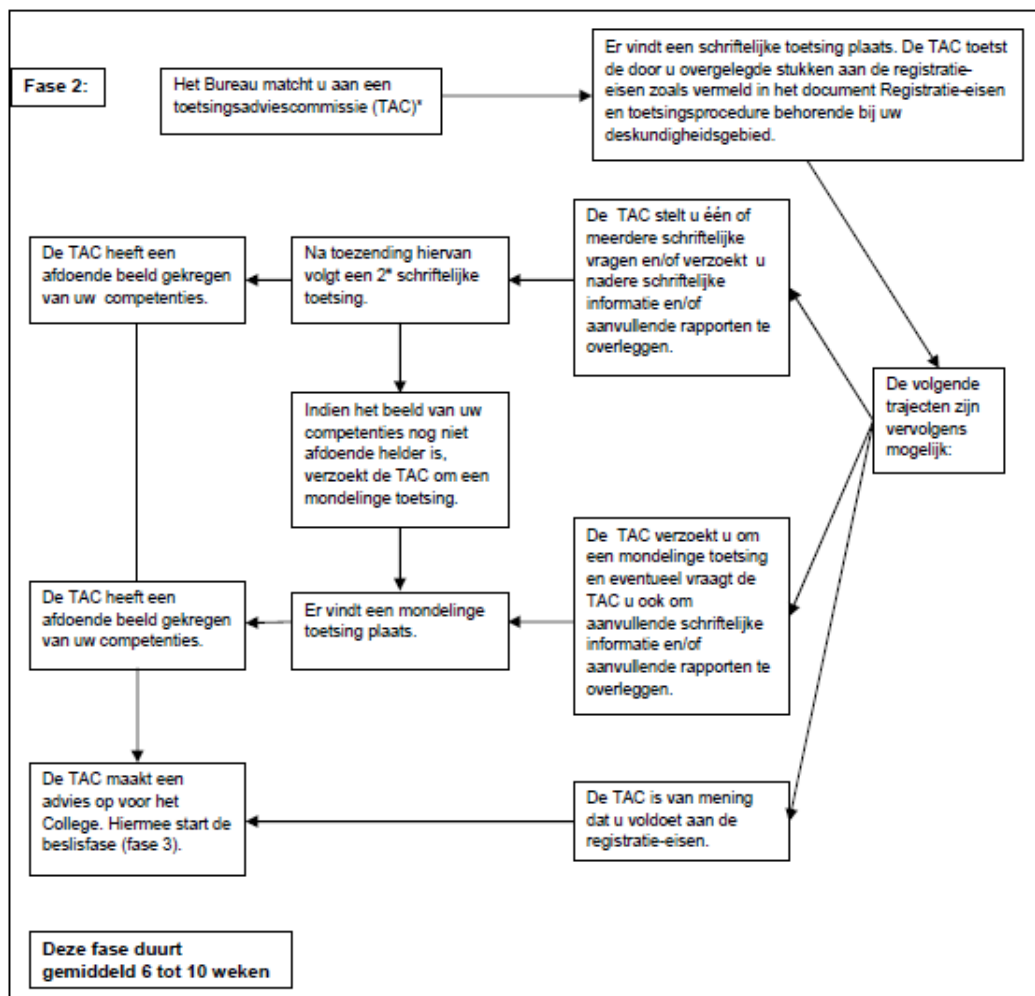 Fase 2:
Het Bureau matcht u aan een
toetsingsadviescommissie (TAC)*
Er vindt een schriftelijke toetsing plaats. De TAC toetst
de door u overgelegde stukken aan de registratie-
eisen zoals vermeld in het document Registratie-eisen
en toetsingsprocedure behorende bij uw
deskundigheidsgebied.
De TAC heeft een
afdoende beeld gekregen
van uw competenties.
Na toezending hiervan
volgt een 2e schriftelijke
toetsing.
De TAC stelt u één of
meerdere schriftelijke
vragen en/of verzoekt u
nadere schriftelijke
informatie en/of
aanvullende rapporten te
overleggen.
De volgende
trajecten zijn
vervolgens
mogelijk:
Indien het beeld van uw
competenties nog niet
afdoende helder is,
verzoekt de TAC om een
mondelinge toetsing.
De TAC heeft een
afdoende beeld gekregen
van uw competenties.
Er vindt een mondelinge
toetsing plaats.
De TAC verzoekt u om
een mondelinge toetsing
en eventueel vraagt de
TAC u ook om
aanvullende schriftelijke
informatie en/of
aanvullende rapporten te
overleggen.
De TAC maakt een
advies op voor het
College. Hiermee start de
beslisfase (fase 3).
De TAC is van mening
dat u voldoet aan de
registratie-eisen.
Deze fase duurt
gemiddeld 6 tot 10 weken